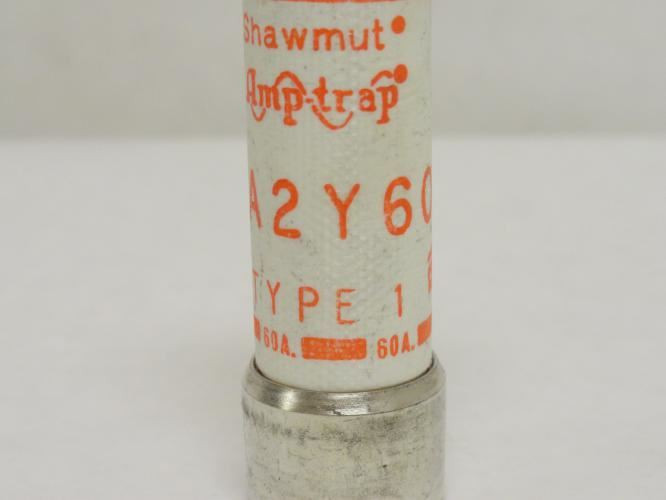 Shawmut
Amp-trap
A2Y60
TYPE 1
60A. 60A.